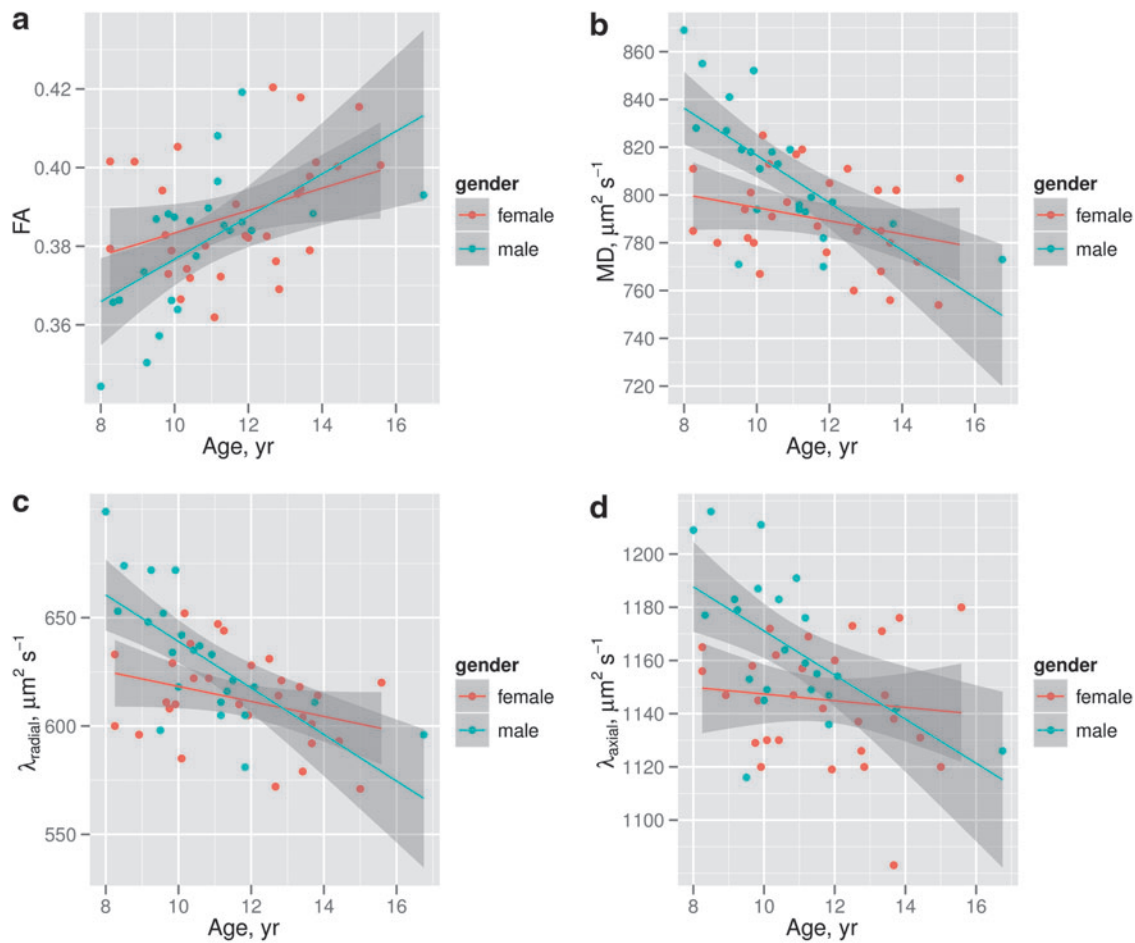 a
FA
0.42
0.40
0.38
0.36
8 10 12 14 16
Age, yr
gender
female
male
b
MD, μm² s⁻¹
860
840
820
800
780
760
740
720
8 10 12 14 16
Age, yr
gender
female
male
c
λradial, μm² s⁻¹
650
600
550
8 10 12 14 16
Age, yr
gender
female
male
d
λaxial, μm² s⁻¹
1200
1180
1160
1140
1120
1100
8 10 12 14 16
Age, yr
gender
female
male